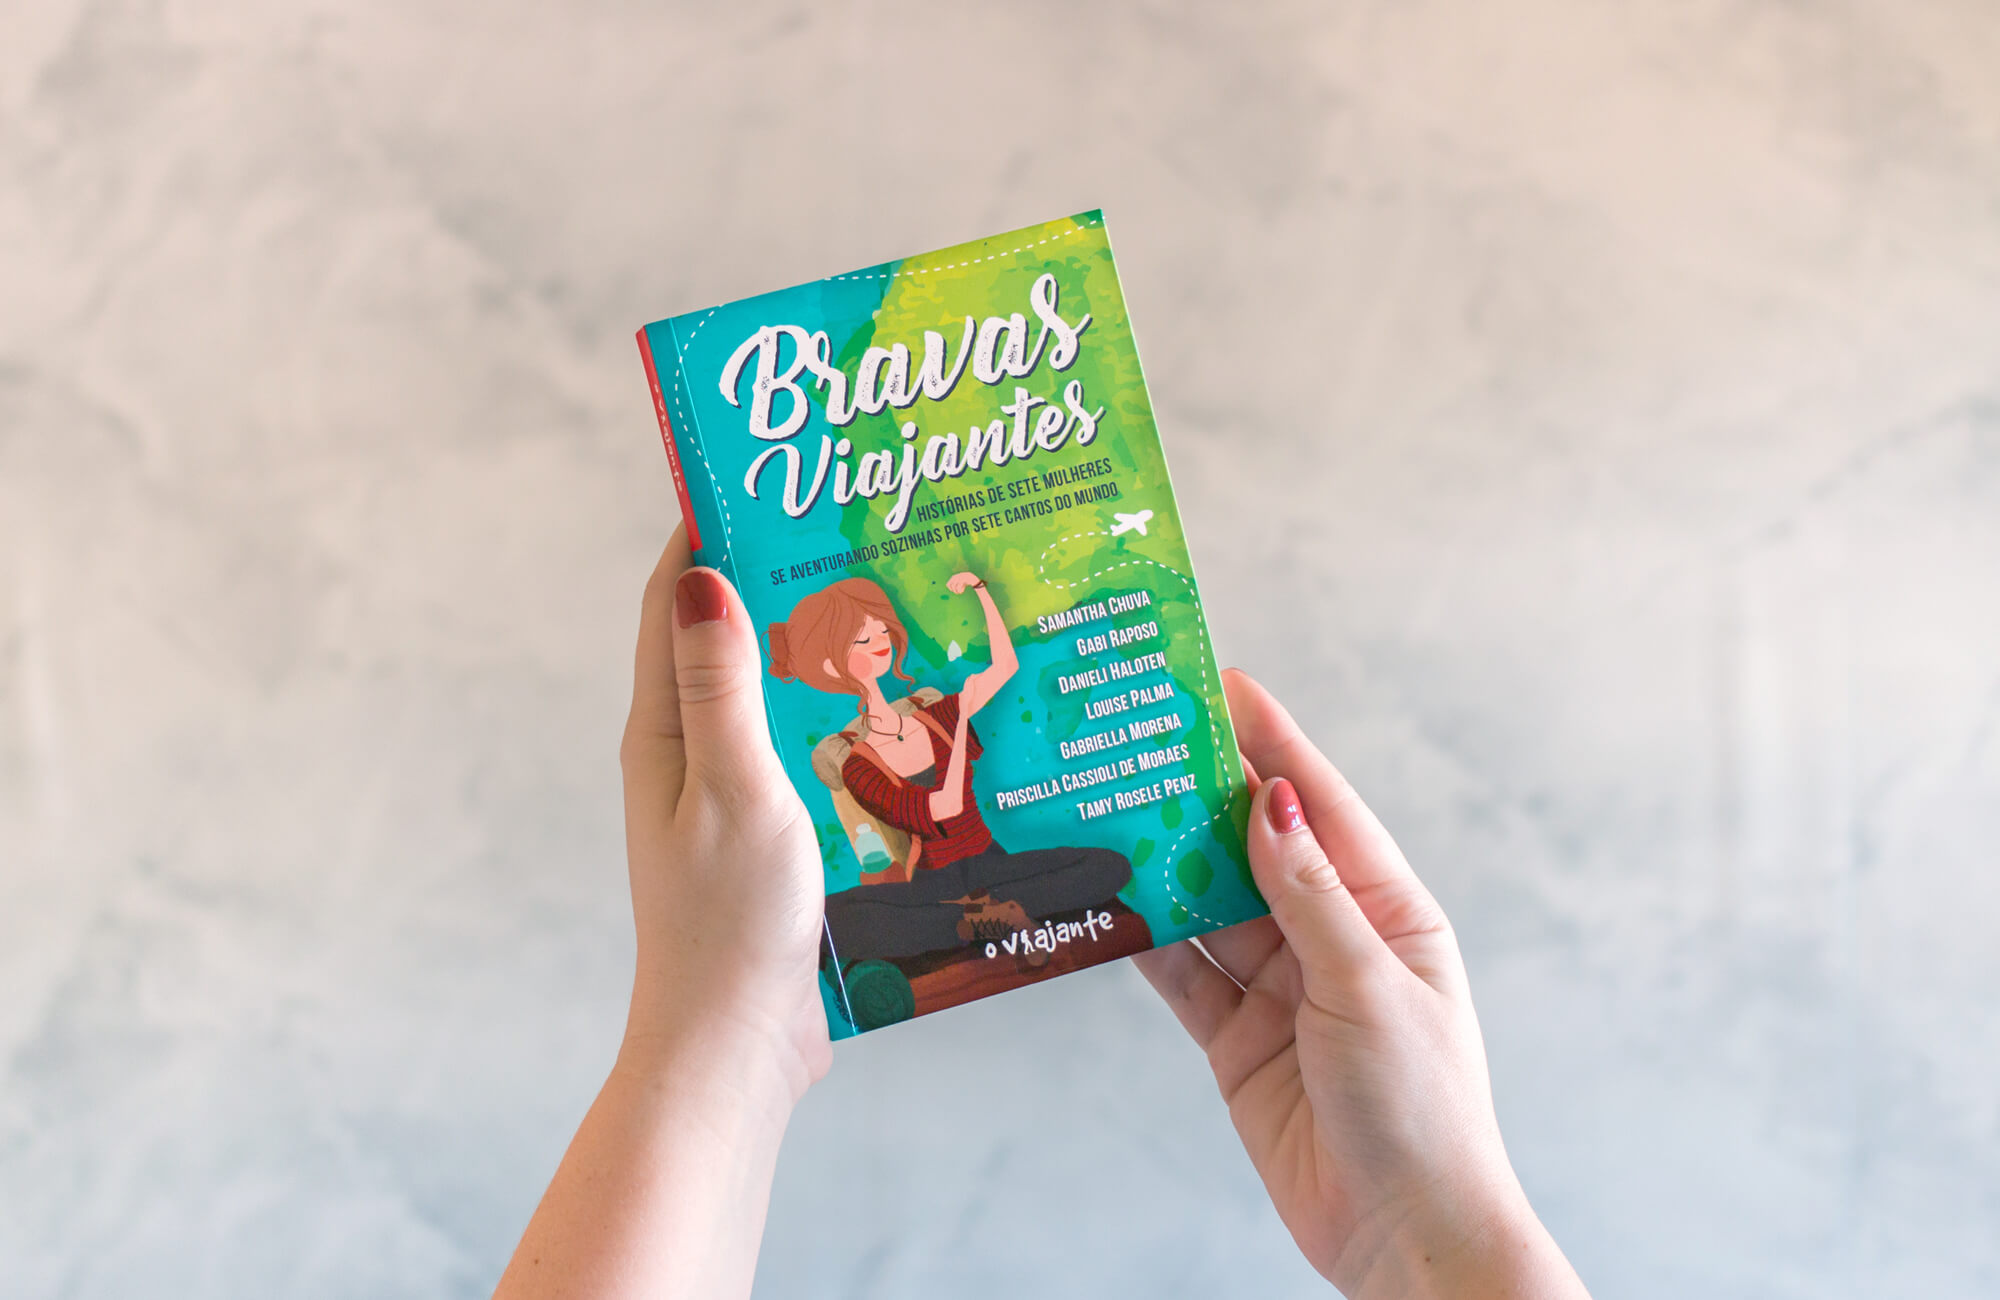 Bravas
Viajantes
HISTÓRIAS DE SETE MULHERES
SE AVENTURANDO SOZINHAS POR SETE CANTOS DO MUNDO
SAMANTHA CHUVA
GABI RAPOSO
DANIELI HALOTEN
LOUISE PALMA
GABRIELLA MORENA
PRISCILLA CASSIOLI DE MORAES
TAMY ROSELE PENZ
o viajante
o viajante